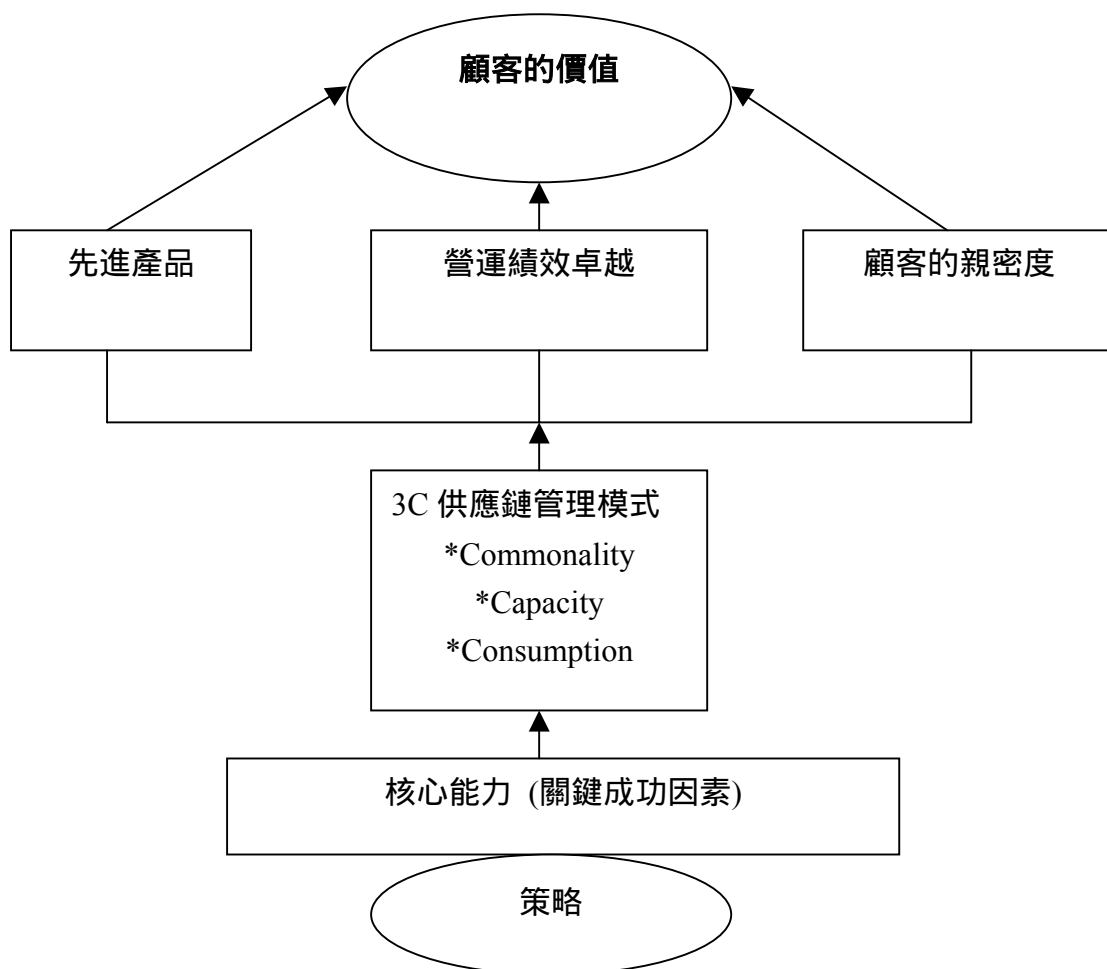 顧客的價值
先進產品
營運績效卓越
顧客的親密度
3C 供應鏈管理模式
*Commonality
*Capacity
*Consumption
核心能力 (關鍵成功因素)
策略